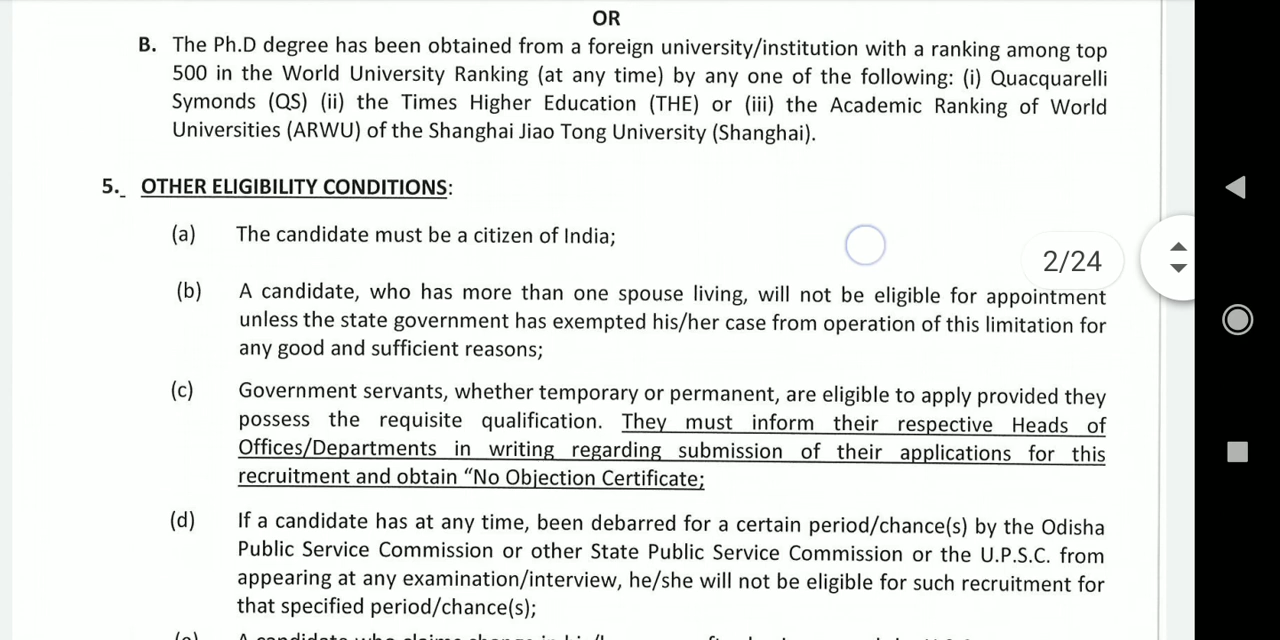 OR
B. The Ph.D degree has been obtained from a foreign university/institution with a ranking among top
500 in the World University Ranking (at any time) by any one of the following: (i) Quacquarelli
Symonds (QS) (ii) the Times Higher Education (THE) or (iii) the Academic Ranking of World
Universities (ARWU) of the Shanghai Jiao Tong University (Shanghai).
5. OTHER ELIGIBILITY CONDITIONS:
(a) The candidate must be a citizen of India;
2/24
(b) A candidate, who has more than one spouse living, will not be eligible for appointment
unless the state government has exempted his/her case from operation of this limitation for
any good and sufficient reasons;
(c) Government servants, whether temporary or permanent, are eligible to apply provided they
possess the requisite qualification. They must inform their respective Heads of
Offices/Departments in writing regarding submission of their applications for this
recruitment and obtain “No Objection Certificate;
(d) If a candidate has at any time, been debarred for a certain period/chance(s) by the Odisha
Public Service Commission or other State Public Service Commission or the U.P.S.C. from
appearing at any examination/interview, he/she will not be eligible for such recruitment for
that specified period/chance(s);
(e) A candidate who claims change in his/her